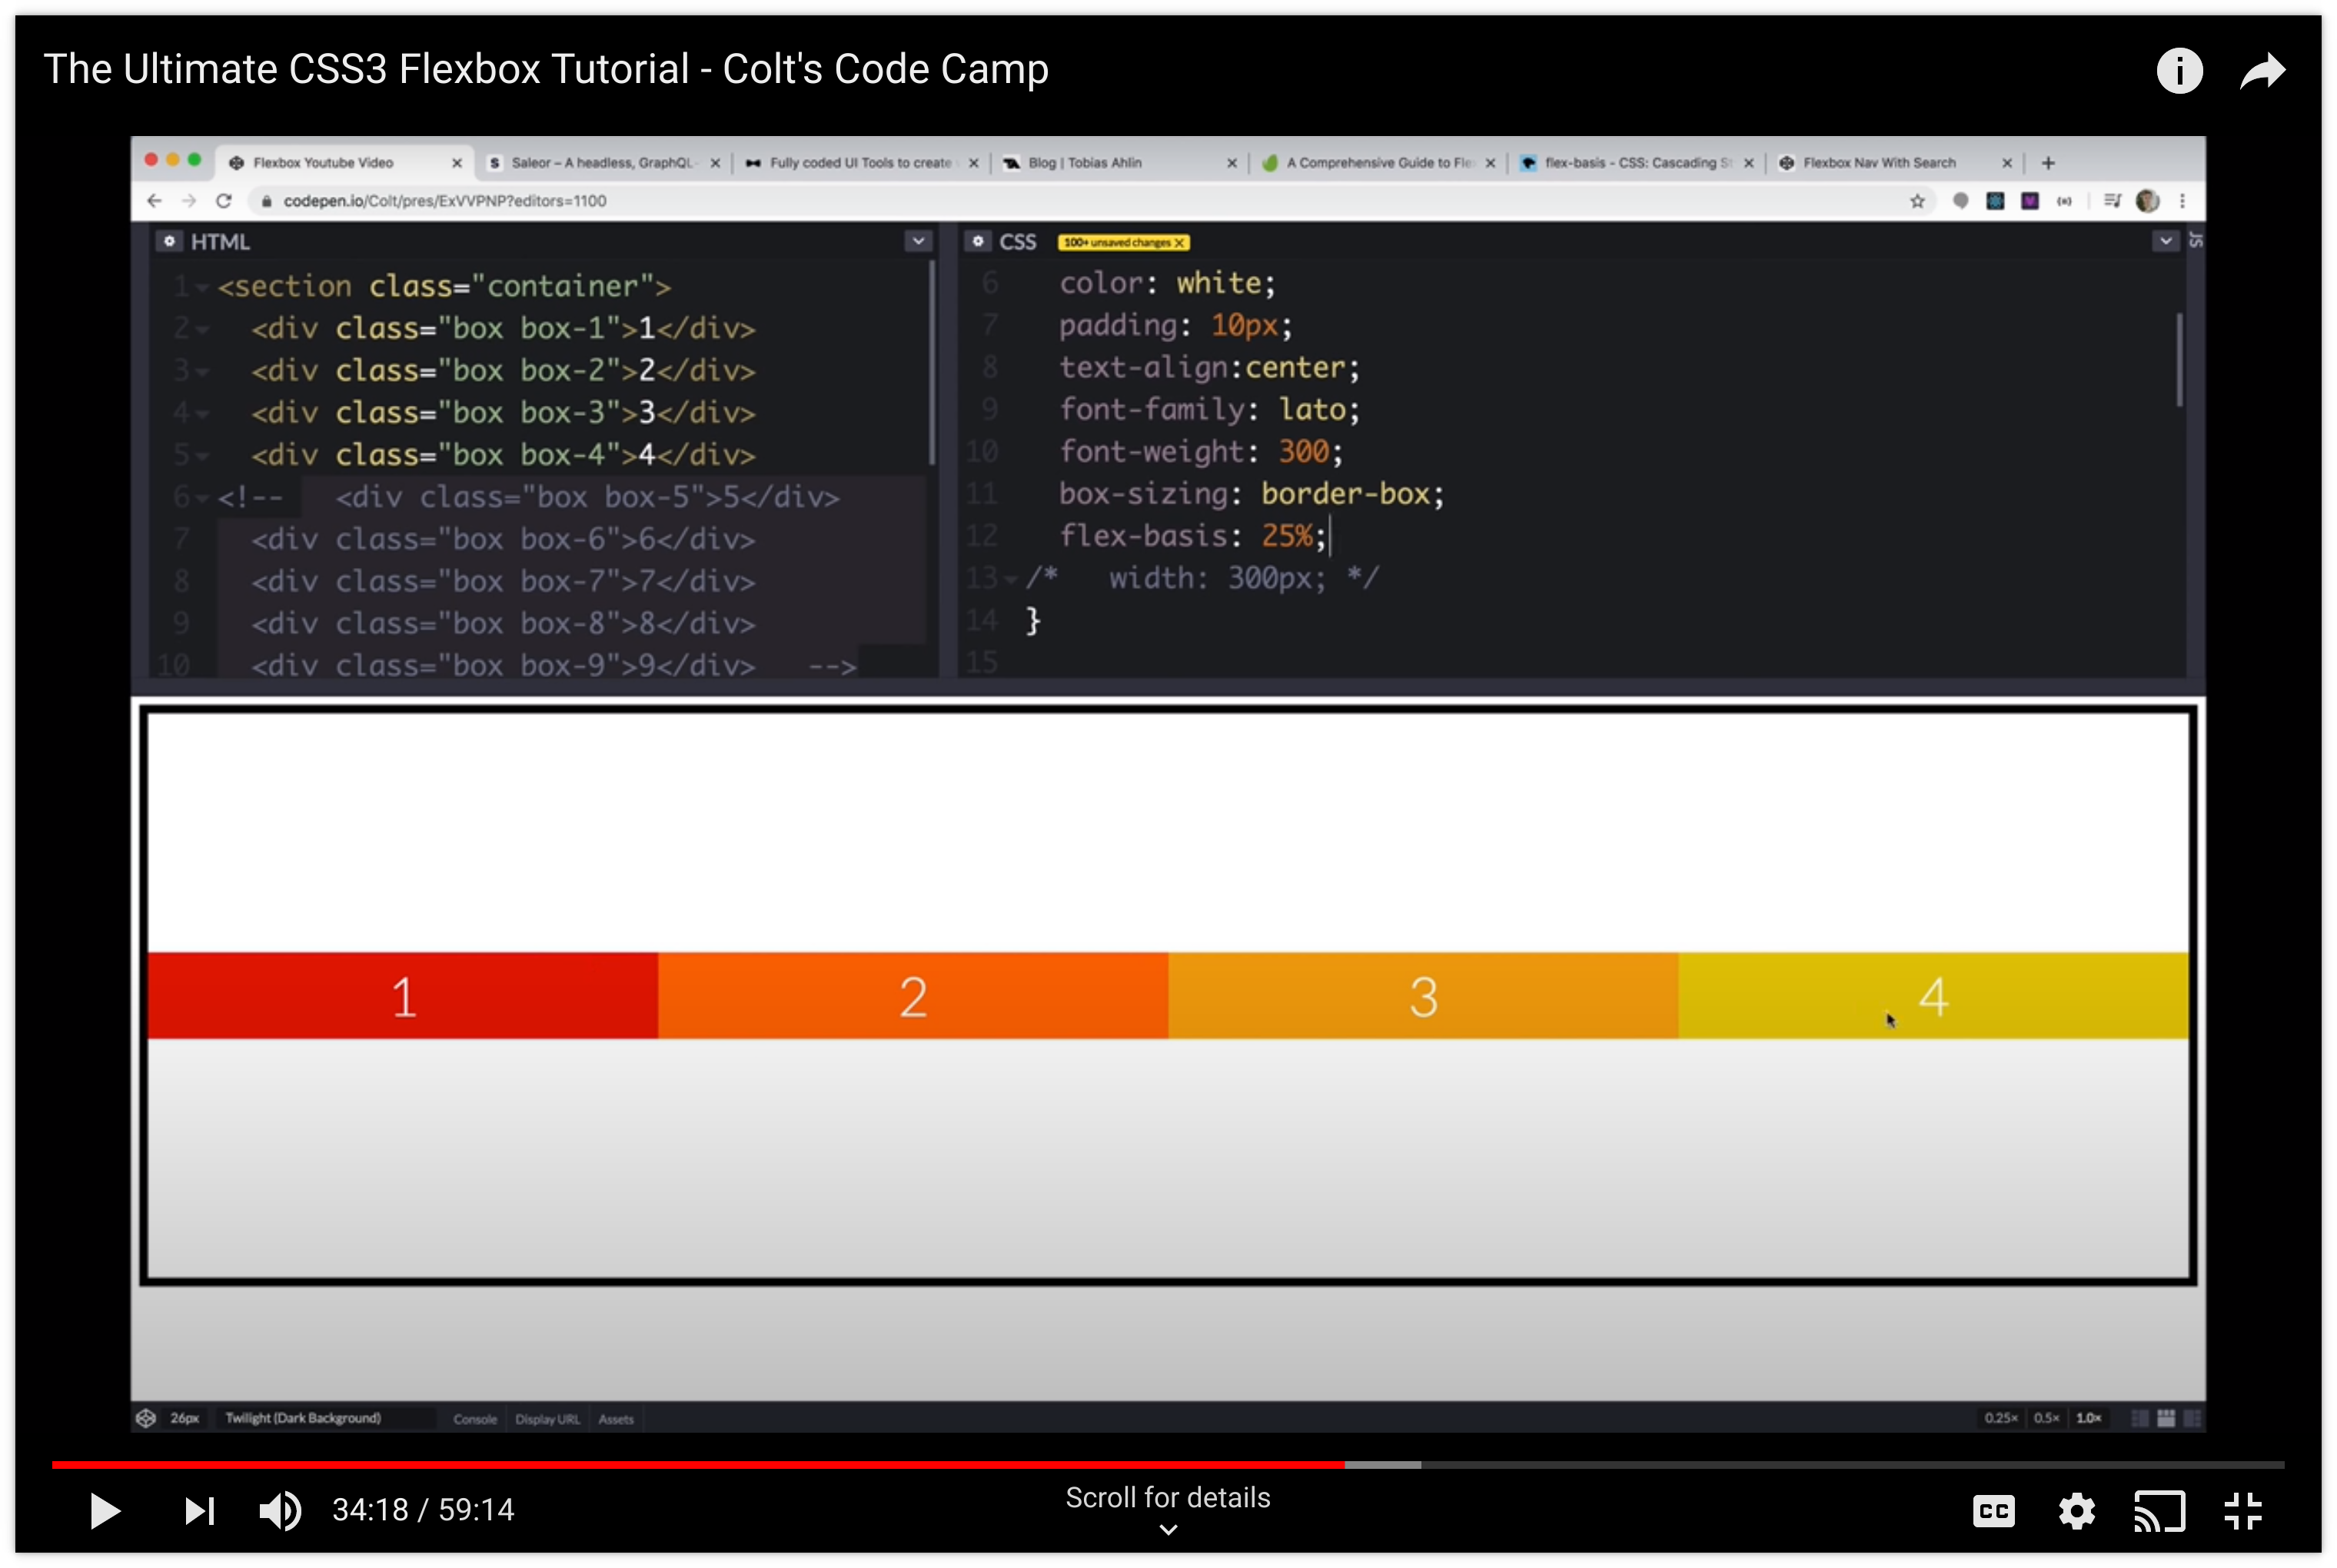 The Ultimate CSS3 Flexbox Tutorial - Colt's Code Camp
Flexbox Youtube Video
S Saleor – A headless, GraphQL-
Fully coded UI Tools to create
Blog | Tobias Ahlin
A Comprehensive Guide to Fle
flex-basis - CSS: Cascading St
Flexbox Nav With Search
codepen.io/Colt/pres/ExVVPNP?editors=1100
HTML
1 <section class="container">
2 <div class="box box-1">1</div>
3 <div class="box box-2">2</div>
4 <div class="box box-3">3</div>
5 <div class="box box-4">4</div>
6 <!-- <div class="box box-5">5</div>
7 <div class="box box-6">6</div>
8 <div class="box box-7">7</div>
9 <div class="box box-8">8</div>
10 <div class="box box-9">9</div> -->
CSS
100+ unsaved changes X
JS
6 color: white;
7 padding: 10px;
8 text-align:center;
9 font-family: lato;
10 font-weight: 300;
11 box-sizing: border-box;
12 flex-basis: 25%;
13 /* width: 300px; */
14 }
15
1 2 3 4
26px Twilight (Dark Background) Console Display URL Assets
0.25× 0.5× 1.0×
34:18 / 59:14
Scroll for details
CC